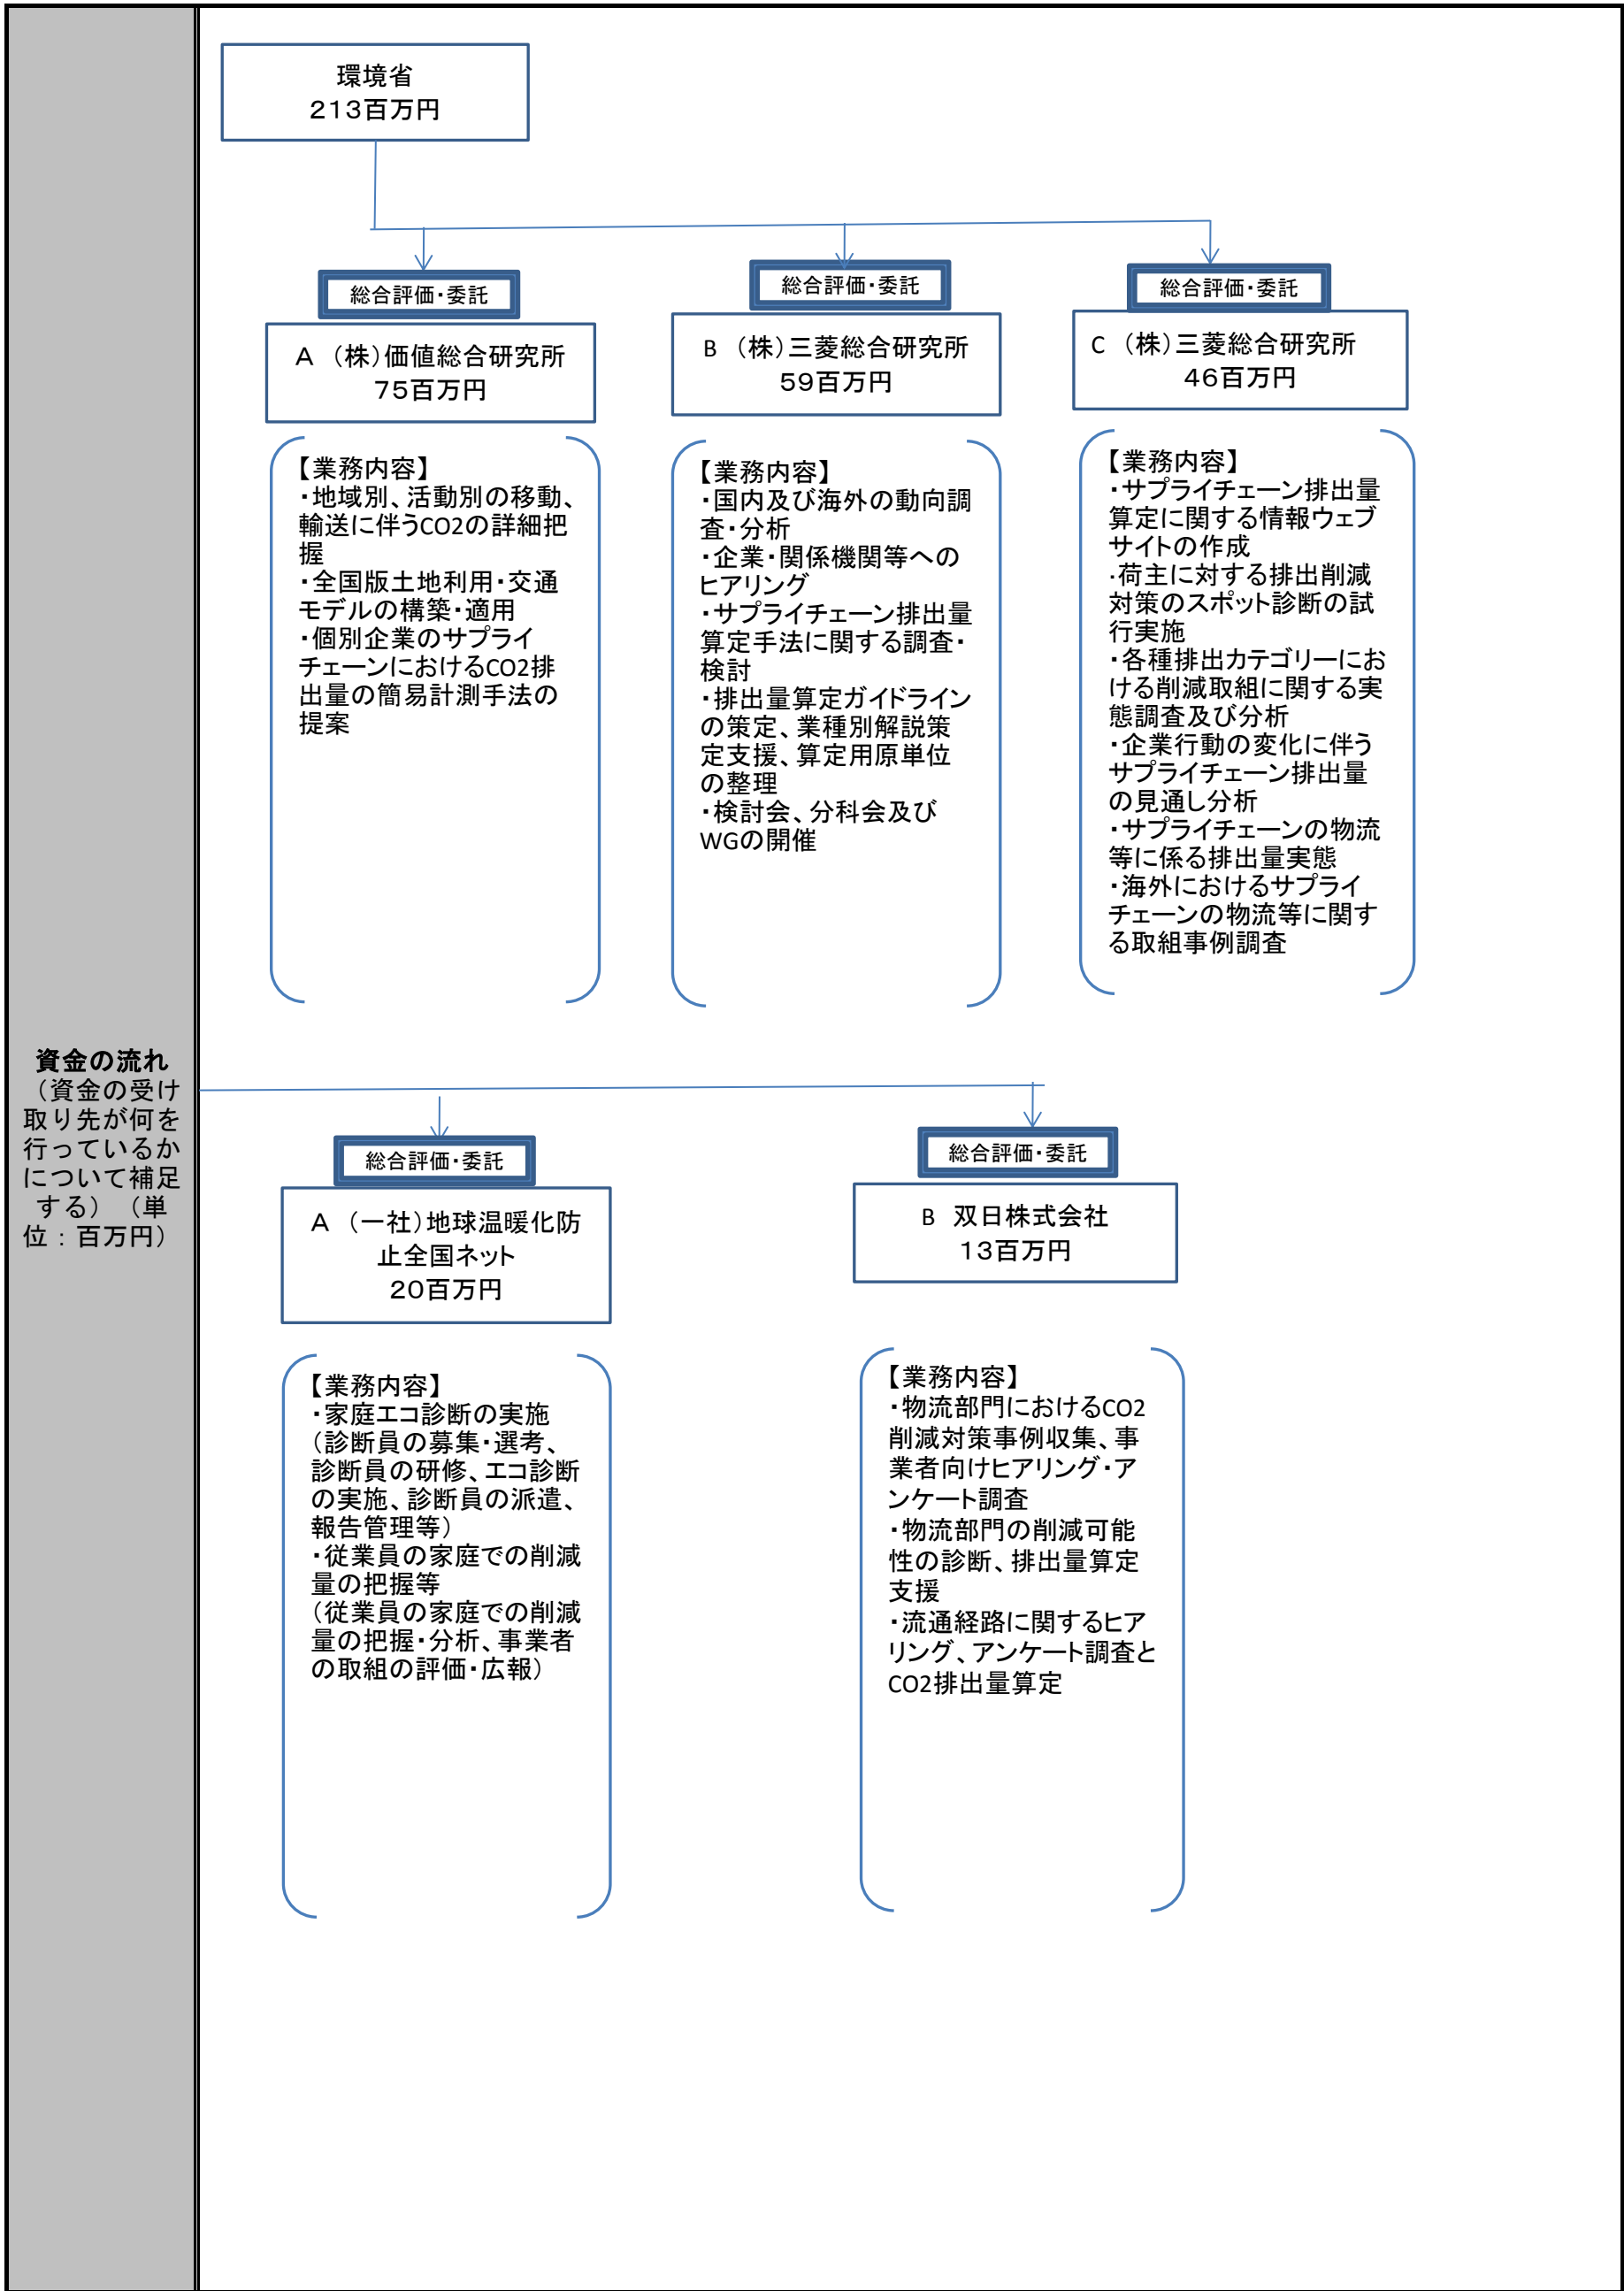 環境省
213百万円
総合評価・委託
総合評価・委託
総合評価・委託
A （株）価値総合研究所
75百万円
B （株）三菱総合研究所
59百万円
C （株）三菱総合研究所
46百万円
【業務内容】
・地域別、活動別の移動、
輸送に伴うCO2の詳細把
握
・全国版土地利用・交通
モデルの構築・適用
・個別企業のサプライ
チェーンにおけるCO2排
出量の簡易計測手法の
提案
【業務内容】
・国内及び海外の動向調
査・分析
・企業・関係機関等への
ヒアリング
・サプライチェーン排出量
算定手法に関する調査・
検討
・排出量算定ガイドライン
の策定、業種別解説策
定支援、算定用原単位
の整理
・検討会、分科会及び
WGの開催
【業務内容】
・サプライチェーン排出量
算定に関する情報ウェブ
サイトの作成
・荷主に対する排出削減
対策のスポット診断の試
行実施
・各種排出カテゴリーにお
ける削減取組に関する実
態調査及び分析
・企業行動の変化に伴う
サプライチェーン排出量
の見通し分析
・サプライチェーンの物流
等に係る排出量実態
・海外におけるサプライ
チェーンの物流等に関す
る取組事例調査
資金の流れ
（資金の受け
取り先が何を
行っているか
について補足
する）（単
位：百万円）
総合評価・委託
総合評価・委託
A （一社）地球温暖化防
止全国ネット
20百万円
B 双日株式会社
13百万円
【業務内容】
・家庭エコ診断の実施
（診断員の募集・選考、
診断員の研修、エコ診断
の実施、診断員の派遣、
報告管理等）
・従業員の家庭での削減
量の把握等
（従業員の家庭での削減
量の把握・分析、事業者
の取組の評価・広報）
【業務内容】
・物流部門におけるCO2
削減対策事例収集、事
業者向けヒアリング・ア
ンケート調査
・物流部門の削減可能
性の診断、排出量算定
支援
・流通経路に関するヒア
リング、アンケート調査と
CO2排出量算定